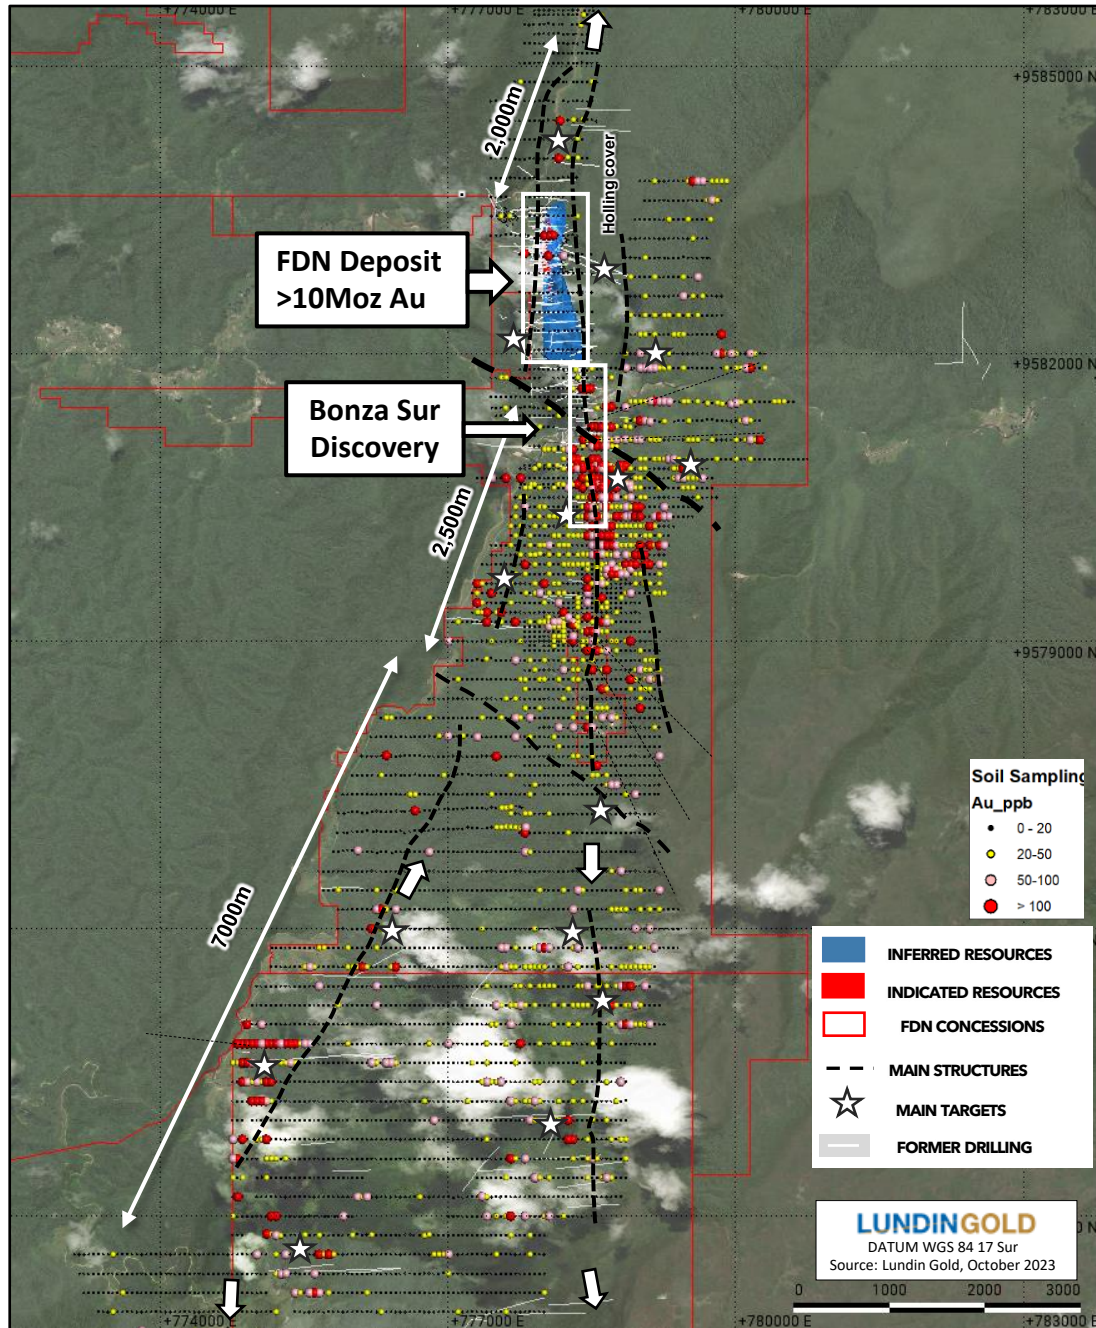 +774000 E
+777000 E
+780000 E
+783000 E
+9585000 N
2,000m
Holling cover
FDN Deposit
>10Moz Au
+9582000 N
Bonza Sur
Discovery
2,500m
+9579000 N
7000m
Soil Sampling
Au_ppb
0 - 20
20-50
50-100
> 100
INFERRED RESOURCES
INDICATED RESOURCES
FDN CONCESSIONS
MAIN STRUCTURES
MAIN TARGETS
FORMER DRILLING
LUNDINGOLD
DATUM WGS 84 17 Sur
Source: Lundin Gold, October 2023
0 1000 2000 3000
+774000 E
+777000 E
+780000 E
+783000 E